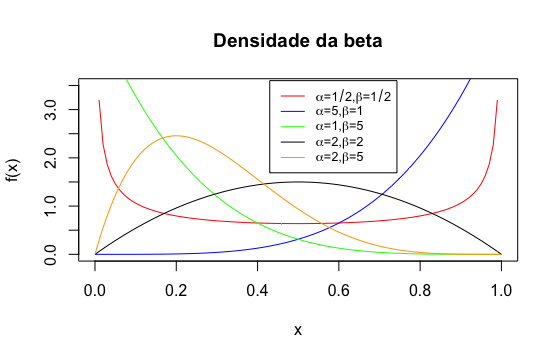 Densidade da beta
f(x)
3.0
2.0
1.0
0.0
α=1/2,β=1/2
α=5,β=1
α=1,β=5
α=2,β=2
α=2,β=5
0.0 0.2 0.4 0.6 0.8 1.0
x